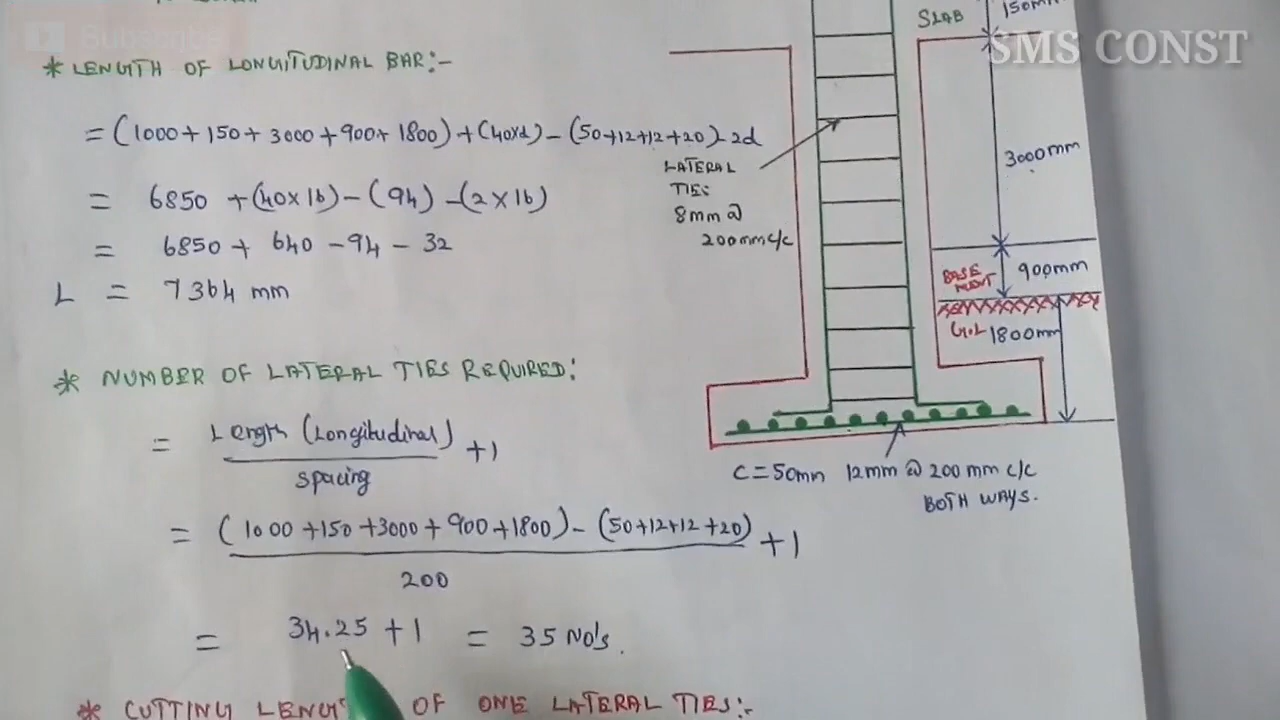 Subscribe
SMS CONST
* LENGTH OF LONGITUDINAL BAR:-
= (1000+150+3000+900+1800)+(40xd)-(50+12+12+20)-2d
= 6850 +(40×16)-(94)-(2×16)
= 6850 + 640 -94 - 32
L = 7364 mm
* NUMBER OF LATERAL TIES REQUIRED:
= Length (Longitudinal) +1
spacing
= (1000+150+3000+900+1800)-(50+12+12+20) +1
200
= 34.25 +1 = 35 No's.
* CUTTING OF ONE LATERAL TIES:-
SLAB
3000mm
LATERAL
TIES
8mm @
200mm c/c
BASE
MENT
900mm
G.L 1800mm
C=50mm 12mm @ 200 mm c/c
BOTH WAYS.